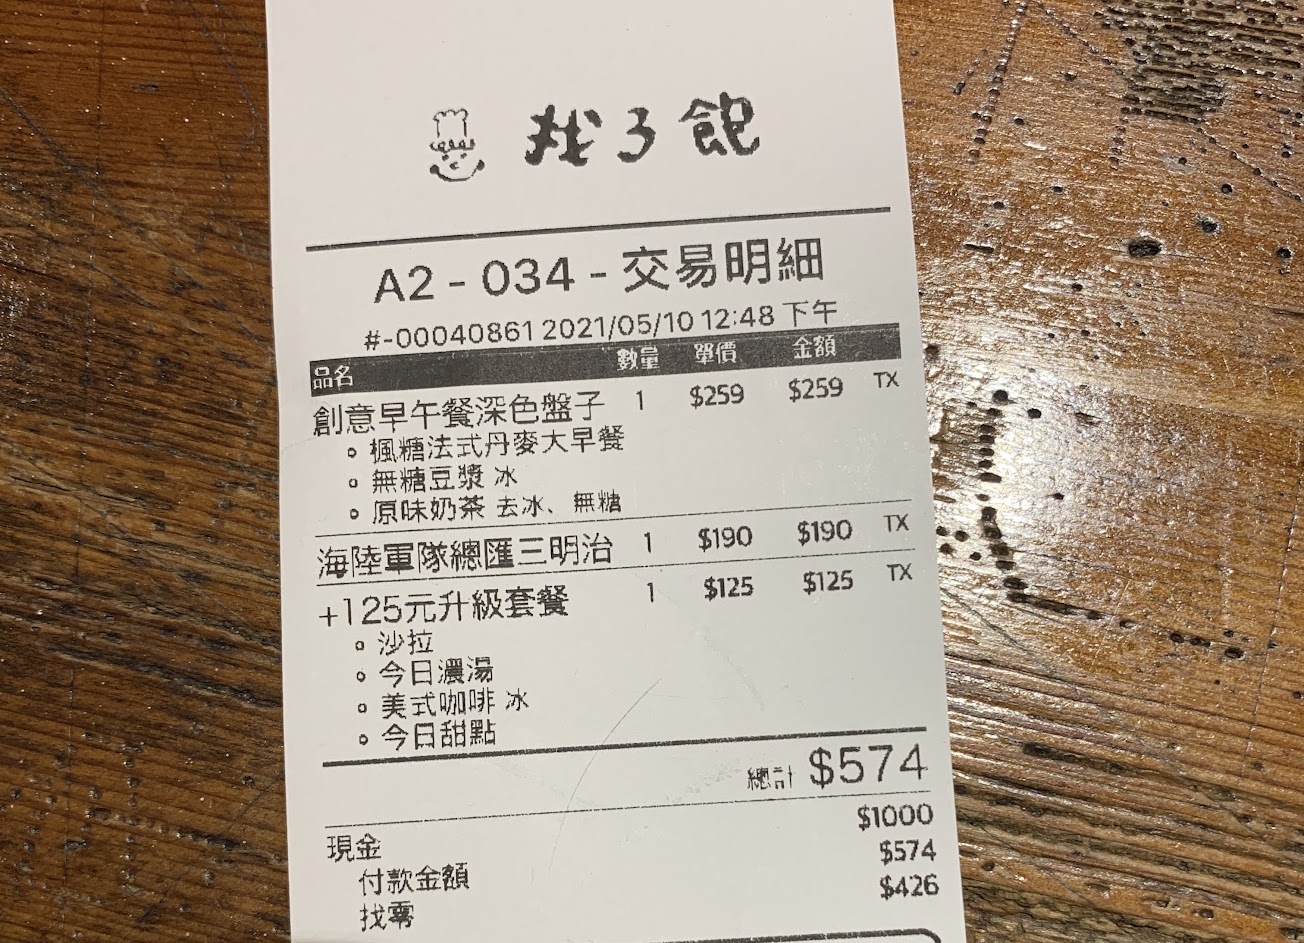 找了飽
A2 - 034 - 交易明細
#-00040861 2021/05/10 12:48 下午
品名 數量 單價 金額
創意早午餐深色盤子 1 $259 $259 TX
楓糖法式丹麥大早餐
無糖豆漿 冰
原味奶茶 去冰、無糖
海陸軍隊總匯三明治 1 $190 $190 TX
+125元升級套餐 1 $125 $125 TX
沙拉
今日濃湯
美式咖啡 冰
今日甜點
總計 $574
現金 $1000
付款金額 $574
找零 $426